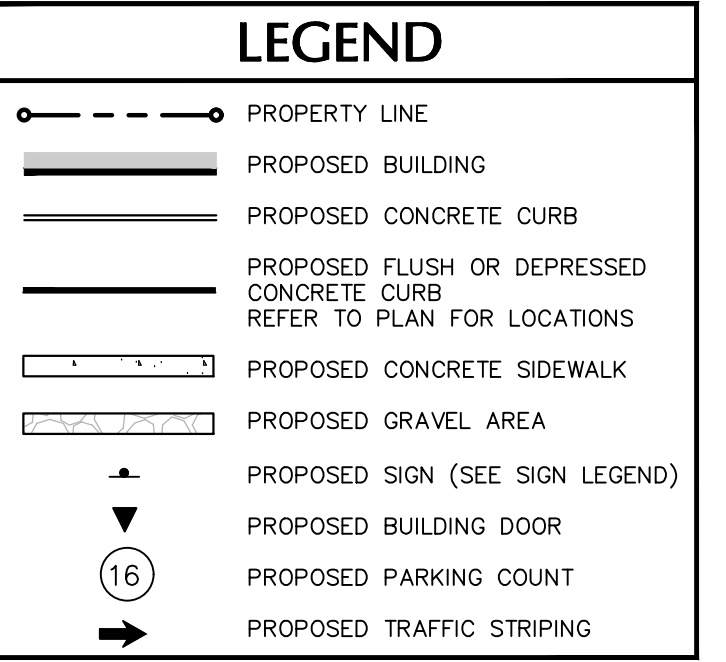 LEGEND
PROPERTY LINE
PROPOSED BUILDING
PROPOSED CONCRETE CURB
PROPOSED FLUSH OR DEPRESSED
CONCRETE CURB
REFER TO PLAN FOR LOCATIONS
PROPOSED CONCRETE SIDEWALK
PROPOSED GRAVEL AREA
PROPOSED SIGN (SEE SIGN LEGEND)
PROPOSED BUILDING DOOR
16 PROPOSED PARKING COUNT
PROPOSED TRAFFIC STRIPING